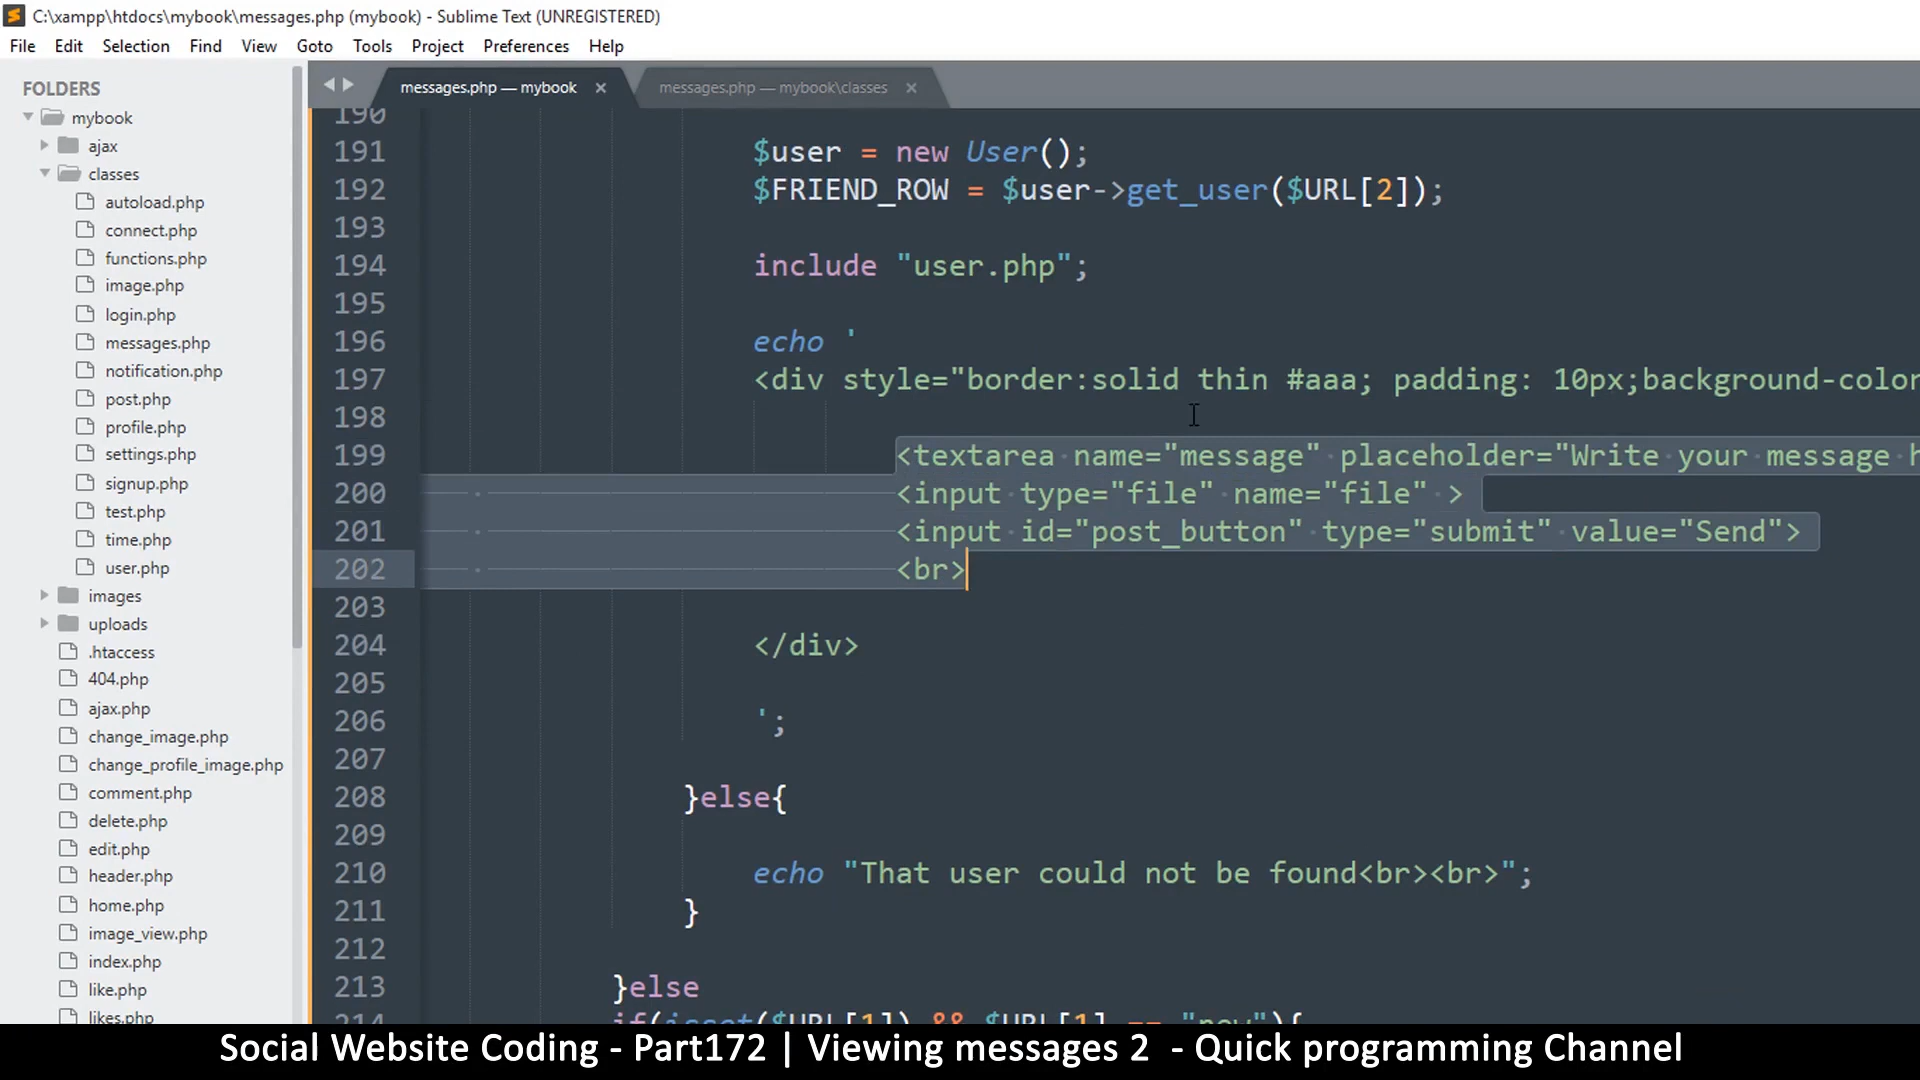 C:\xampp\htdocs\mybook\messages.php (mybook) - Sublime Text (UNREGISTERED)
File Edit Selection Find View Goto Tools Project Preferences Help
FOLDERS
mybook
ajax
classes
autoload.php
connect.php
functions.php
image.php
login.php
messages.php
notification.php
post.php
profile.php
settings.php
signup.php
test.php
time.php
user.php
images
uploads
.htaccess
404.php
ajax.php
change_image.php
change_profile_image.php
comment.php
delete.php
edit.php
header.php
home.php
image_view.php
index.php
like.php
likes.php
messages.php — mybook × messages.php — mybook\classes ×
190
191 $user = new User();
192 $FRIEND_ROW = $user->get_user($URL[2]);
193
194 include "user.php";
195
196 echo '
197 <div style="border:solid thin #aaa; padding: 10px;background-color
198
199 <textarea name="message" placeholder="Write your message h
200 <input type="file" name="file" >
201 <input id="post_button" type="submit" value="Send">
202 <br>
203
204 </div>
205
206 ';
207
208 }else{
209
210 echo "That user could not be found<br><br>";
211 }
212
213 }else
214 if(isset($URL[1]) && $URL[1] == "new"){
Social Website Coding - Part172 | Viewing messages 2 - Quick programming Channel